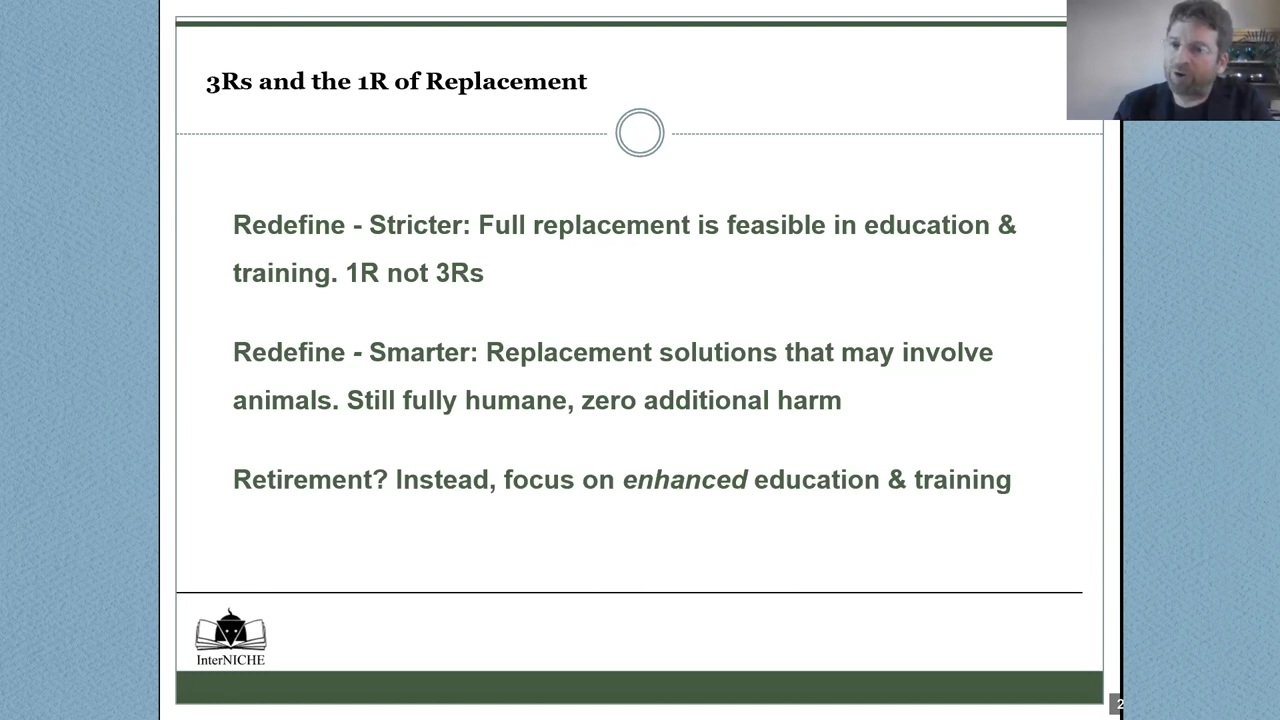 3Rs and the 1R of Replacement
Redefine - Stricter: Full replacement is feasible in education &
training. 1R not 3Rs
Redefine - Smarter: Replacement solutions that may involve
animals. Still fully humane, zero additional harm
Retirement? Instead, focus on enhanced education & training
InterNICHE
2